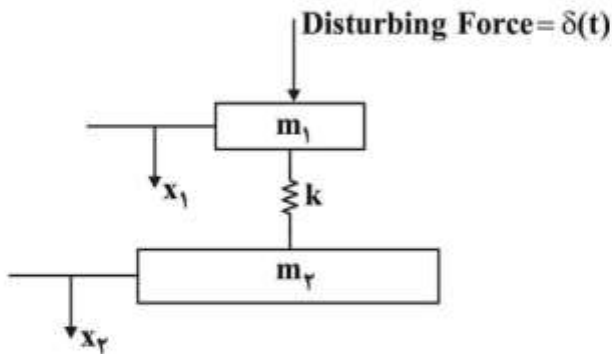 Disturbing Force = δ(t)
m۱
x۱
k
m۲
x۲